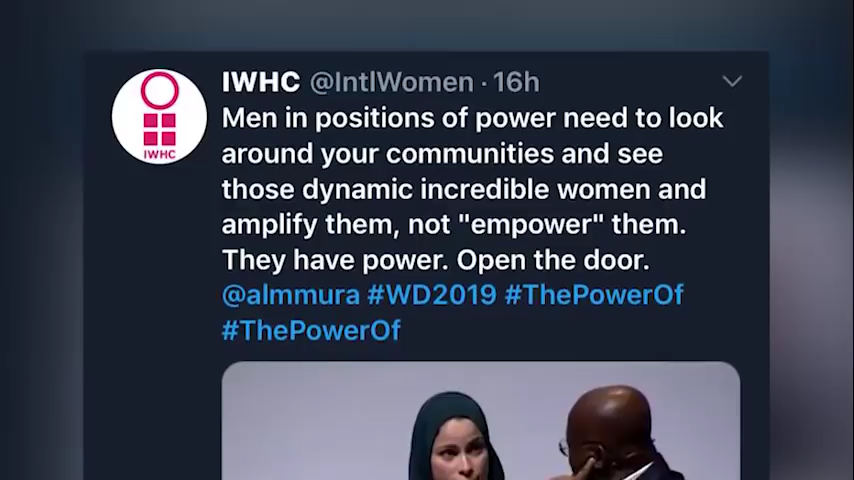 IWHC @IntlWomen · 16h
Men in positions of power need to look
around your communities and see
those dynamic incredible women and
amplify them, not "empower" them.
They have power. Open the door.
@almmura #WD2019 #ThePowerOf
#ThePowerOf
IWHC